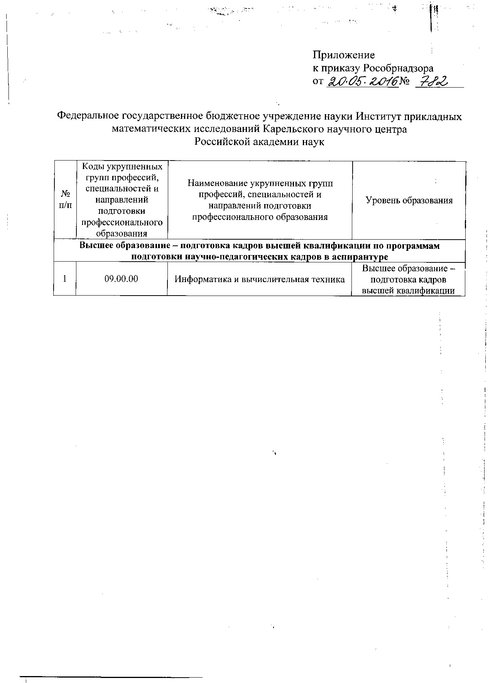 Приложение
к приказу Рособрнадзора
от 20.05.2016 № 782
Федеральное государственное бюджетное учреждение науки Институт прикладных
математических исследований Карельского научного центра
Российской академии наук
№
п/п
Коды укрупненных
групп профессий,
специальностей и
направлений
подготовки
профессионального
образования
Наименование укрупненных групп
профессий, специальностей и
направлений подготовки
профессионального образования
Уровень образования
Высшее образование – подготовка кадров высшей квалификации по программам
подготовки научно-педагогических кадров в аспирантуре
1
09.00.00
Информатика и вычислительная техника
Высшее образование –
подготовка кадров
высшей квалификации